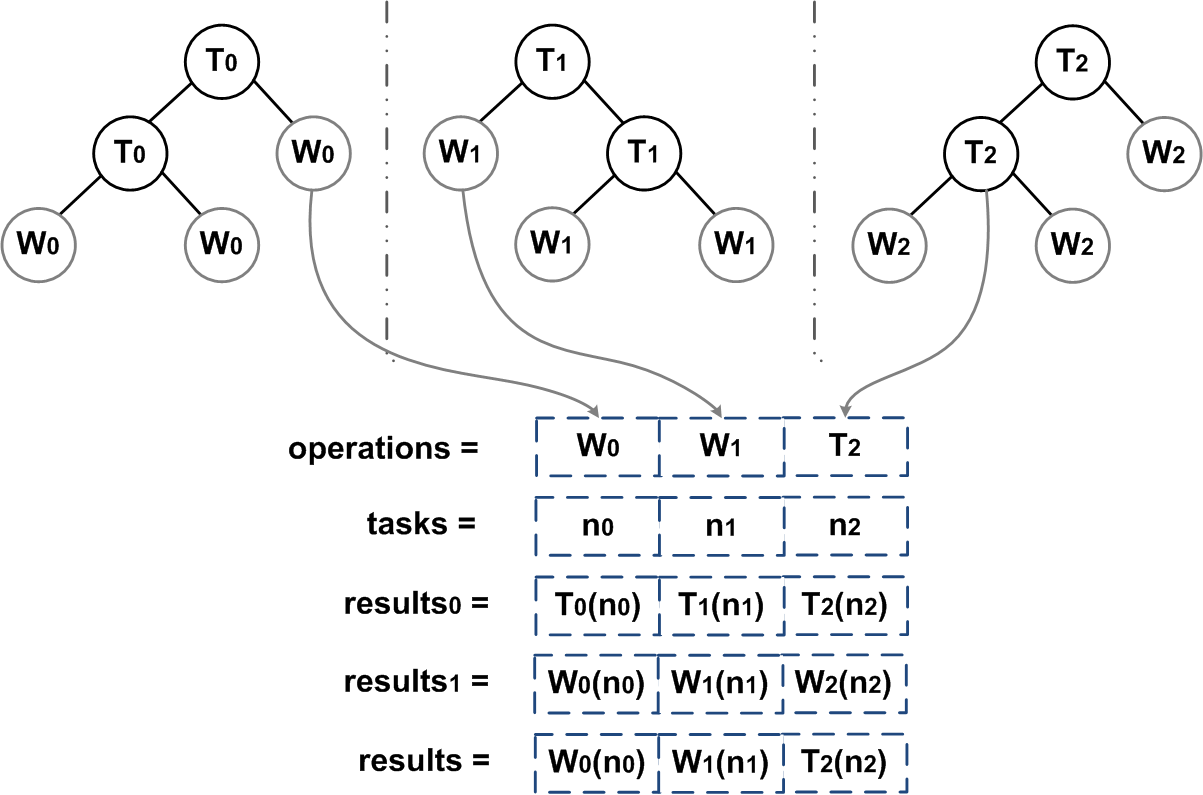 T0 T1 T2
T0 W0 W1 T1 T2 W2
W0 W0 W1 W1 W2 W2
operations = W0 W1 T2
tasks = n0 n1 n2
results0 = T0(n0) T1(n1) T2(n2)
results1 = W0(n0) W1(n1) W2(n2)
results = W0(n0) W1(n1) T2(n2)